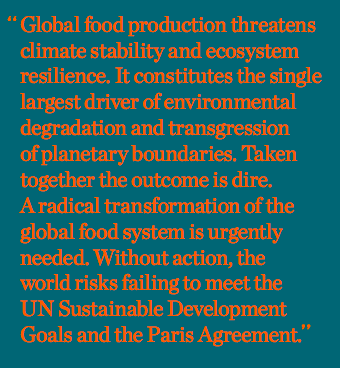 “Global food production threatens
climate stability and ecosystem
resilience. It constitutes the single
largest driver of environmental
degradation and transgression
of planetary boundaries. Taken
together the outcome is dire.
A radical transformation of the
global food system is urgently
needed. Without action, the
world risks failing to meet the
UN Sustainable Development
Goals and the Paris Agreement.”